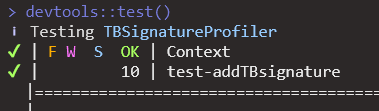 > devtools::test()
ℹ Testing TBSignatureProfiler
✔ | F W  S  OK | Context
✔ |         10 | test-addTBsignature
|====================================